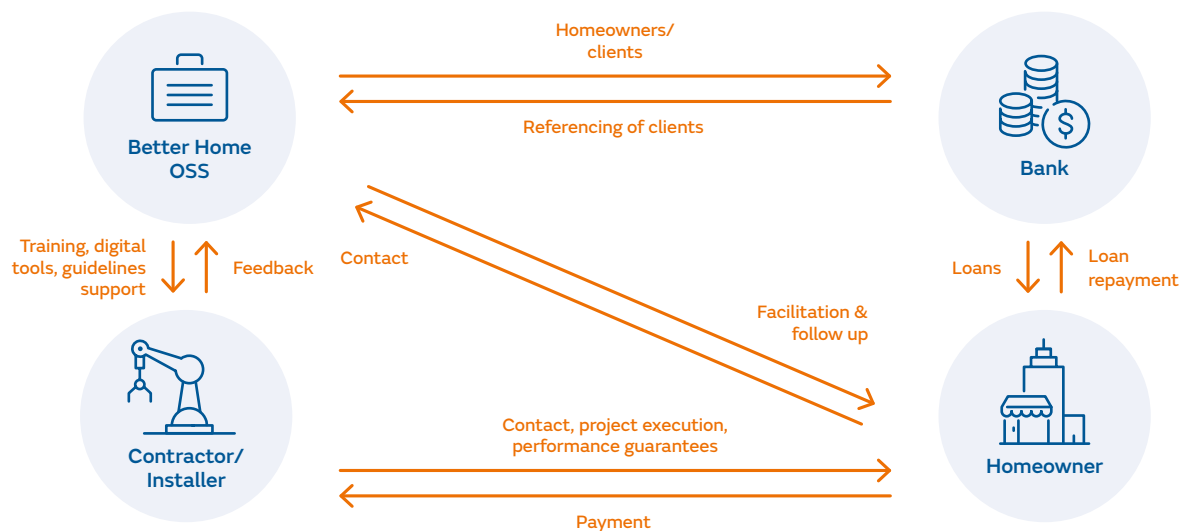 Homeowners/
clients
Better Home
OSS
Referencing of clients
$
Bank
Training, digital
tools, guidelines
support
Feedback
Contact
Loans
Loan
repayment
Facilitation &
follow up
Contractor/
Installer
Contact, project execution,
performance guarantees
Homeowner
Payment